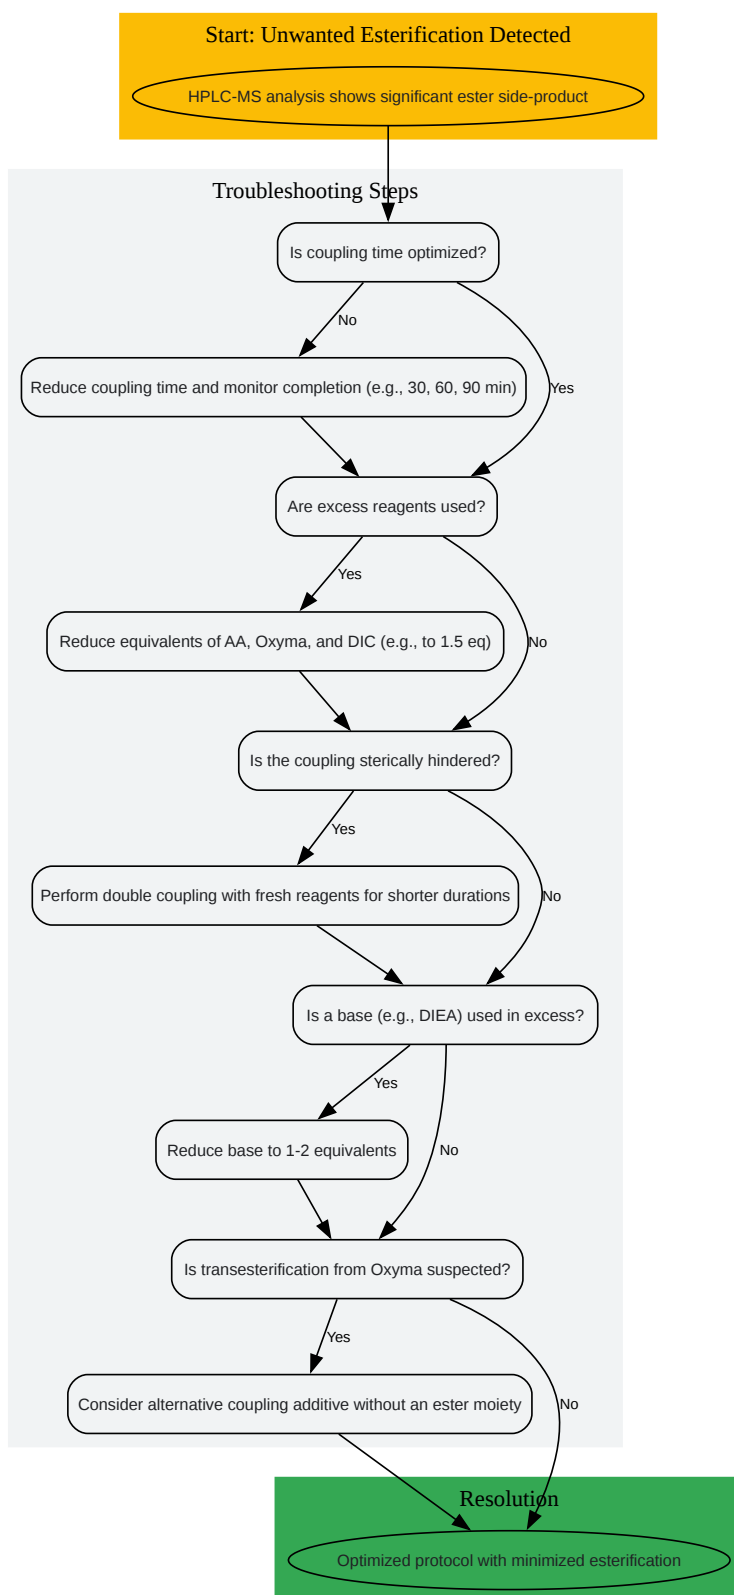 Start: Unwanted Esterification Detected
HPLC-MS analysis shows significant ester side-product
Troubleshooting Steps
Is coupling time optimized?
No
Reduce coupling time and monitor completion (e.g., 30, 60, 90 min)
Yes
Are excess reagents used?
Yes
Reduce equivalents of AA, Oxyma, and DIC (e.g., to 1.5 eq)
No
Is the coupling sterically hindered?
Yes
Perform double coupling with fresh reagents for shorter durations
No
Is a base (e.g., DIEA) used in excess?
Yes
Reduce base to 1-2 equivalents
No
Is transesterification from Oxyma suspected?
Yes
Consider alternative coupling additive without an ester moiety
No
Resolution
Optimized protocol with minimized esterification